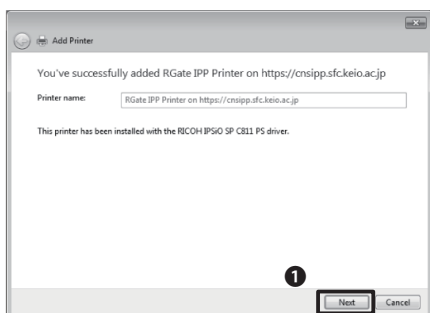 Add Printer
You've successfully added RGate IPP Printer on https://cnsipp.sfc.keio.ac.jp
Printer name: RGate IPP Printer on https://cnsipp.sfc.keio.ac.jp
This printer has been installed with the RICOH IPSiO SP C811 PS driver.
1
Next Cancel